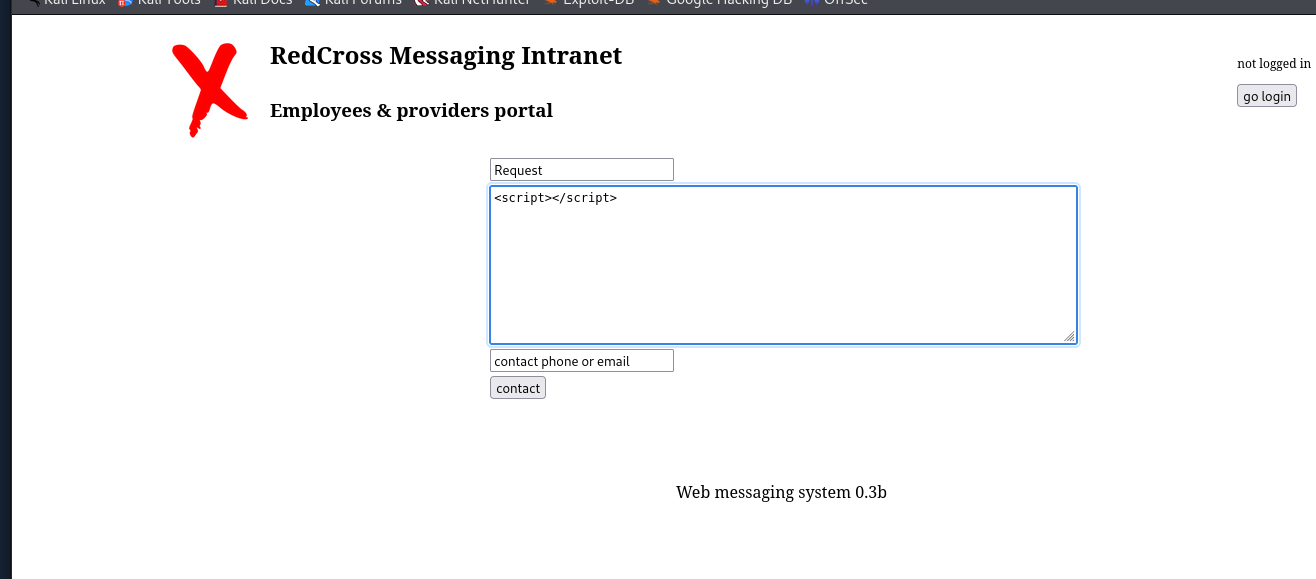 Kali Linux Kali Tools Kali Docs Kali Forums Kali NetHunter Exploit-DB Google Hacking DB OffSec
RedCross Messaging Intranet
not logged in
go login
Employees & providers portal
Request
<script></script>
contact phone or email
contact
Web messaging system 0.3b